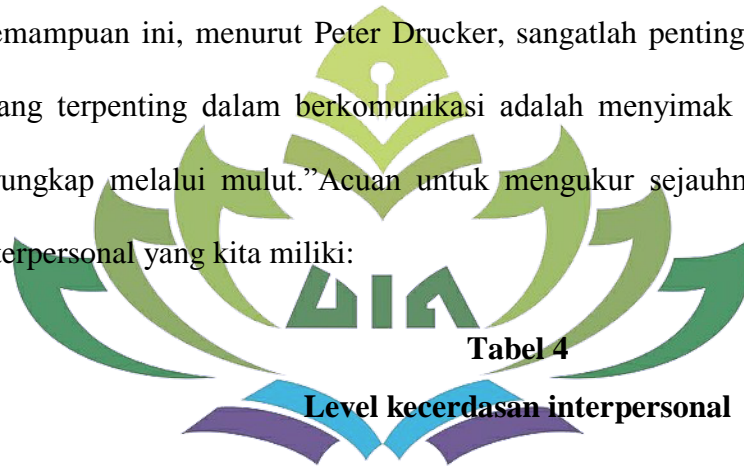 emampuan ini, menurut Peter Drucker, sangatlah penting
ang terpenting dalam berkomunikasi adalah menyimak
ungkap melalui mulut.”Acuan untuk mengukur sejauhn
terpersonal yang kita miliki:
UIN
Tabel 4
Level kecerdasan interpersonal